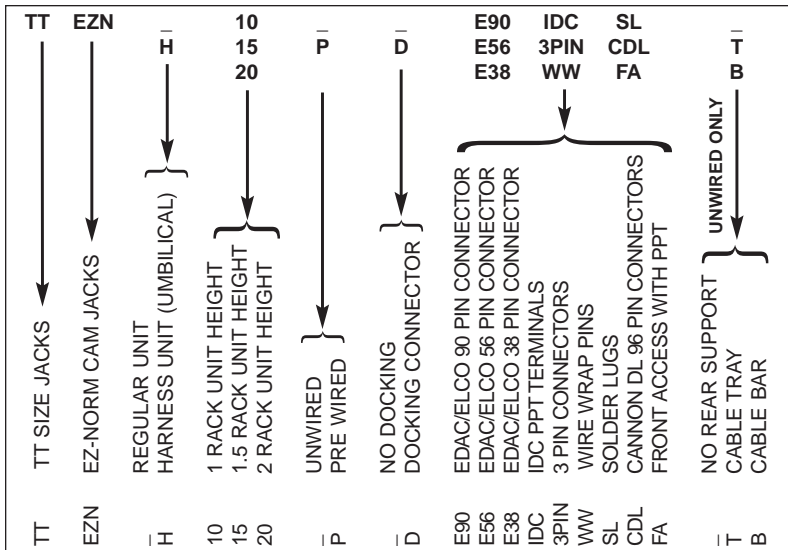 TT EZN _ 10 _ _ E90 IDC SL _
H 15 P D E56 3PIN CDL T
20 E38 WW FA B
UNWIRED ONLY
TT TT SIZE JACKS
EZN EZ-NORM CAM JACKS
_ REGULAR UNIT
H HARNESS UNIT (UMBILICAL)
10 1 RACK UNIT HEIGHT
15 1.5 RACK UNIT HEIGHT
20 2 RACK UNIT HEIGHT
_ UNWIRED
P PRE WIRED
_ NO DOCKING
D DOCKING CONNECTOR
E90 EDAC/ELCO 90 PIN CONNECTOR
E56 EDAC/ELCO 56 PIN CONNECTOR
E38 EDAC/ELCO 38 PIN CONNECTOR
IDC IDC PPT TERMINALS
3PIN 3 PIN CONNECTORS
WW WIRE WRAP PINS
SL SOLDER LUGS
CDL CANNON DL 96 PIN CONNECTORS
FA FRONT ACCESS WITH PPT
_ NO REAR SUPPORT
T CABLE TRAY
B CABLE BAR